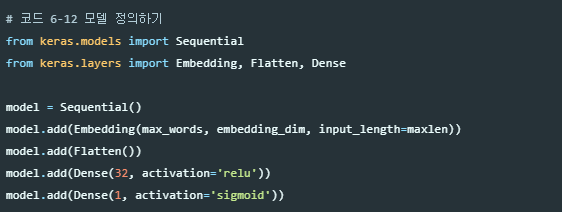 # 코드 6-12 모델 정의하기
from keras.models import Sequential
from keras.layers import Embedding, Flatten, Dense
model = Sequential()
model.add(Embedding(max_words, embedding_dim, input_length=maxlen))
model.add(Flatten())
model.add(Dense(32, activation='relu'))
model.add(Dense(1, activation='sigmoid'))